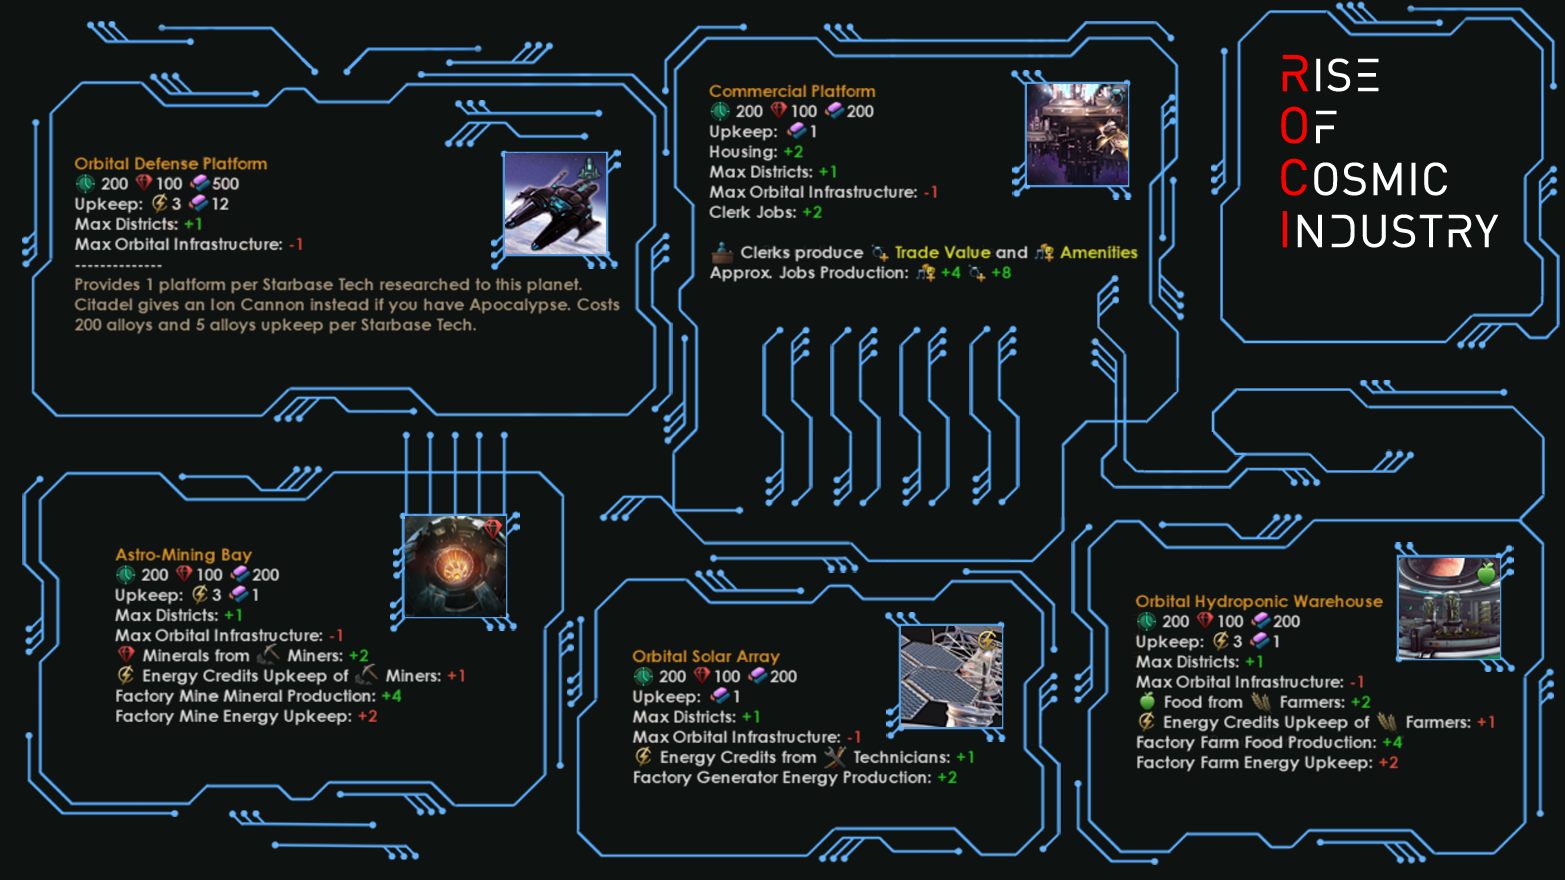 Orbital Defense Platform
200 100 500
Upkeep: 3 12
Max Districts: +1
Max Orbital Infrastructure: -1
-------------
Provides 1 platform per Starbase Tech researched to this planet.
Citadel gives an Ion Cannon instead if you have Apocalypse. Costs
200 alloys and 5 alloys upkeep per Starbase Tech.
Commercial Platform
200 100 200
Upkeep: 1
Housing: +2
Max Districts: +1
Max Orbital Infrastructure: -1
Clerk Jobs: +2
Clerks produce Trade Value and Amenities
Approx. Jobs Production: +4 +8
RISE
OF
COSMIC
INDUSTRY
Astro-Mining Bay
200 100 200
Upkeep: 3 1
Max Districts: +1
Max Orbital Infrastructure: -1
Minerals from Miners: +2
Energy Credits Upkeep of Miners: +1
Factory Mine Mineral Production: +4
Factory Mine Energy Upkeep: +2
Orbital Solar Array
200 100 200
Upkeep: 1
Max Districts: +1
Max Orbital Infrastructure: -1
Energy Credits from Technicians: +1
Factory Generator Energy Production: +2
Orbital Hydroponic Warehouse
200 100 200
Upkeep: 3 1
Max Districts: +1
Max Orbital Infrastructure: -1
Food from Farmers: +2
Energy Credits Upkeep of Farmers: +1
Factory Farm Food Production: +4
Factory Farm Energy Upkeep: +2